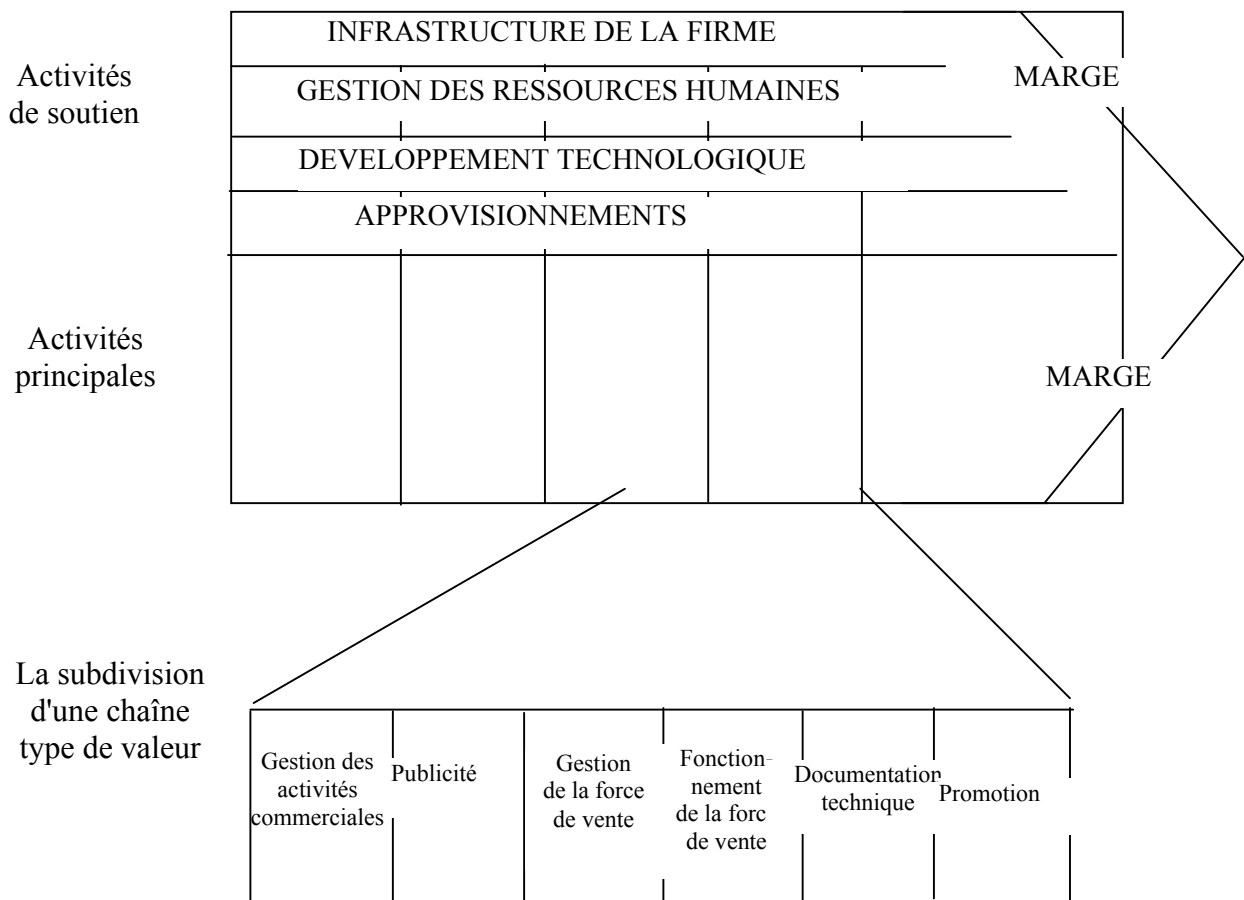 INFRASTRUCTURE DE LA FIRME
Activités
de soutien
MARGE
GESTION DES RESSOURCES HUMAINES
DEVELOPPEMENT TECHNOLOGIQUE
APPROVISIONNEMENTS
Activités
principales
MARGE
La subdivision
d'une chaîne
type de valeur
Gestion des
activités
commerciales
Publicité
Gestion
de la force
de vente
Fonction-
nement
de la forc
de vente
Documentation
technique
Promotion